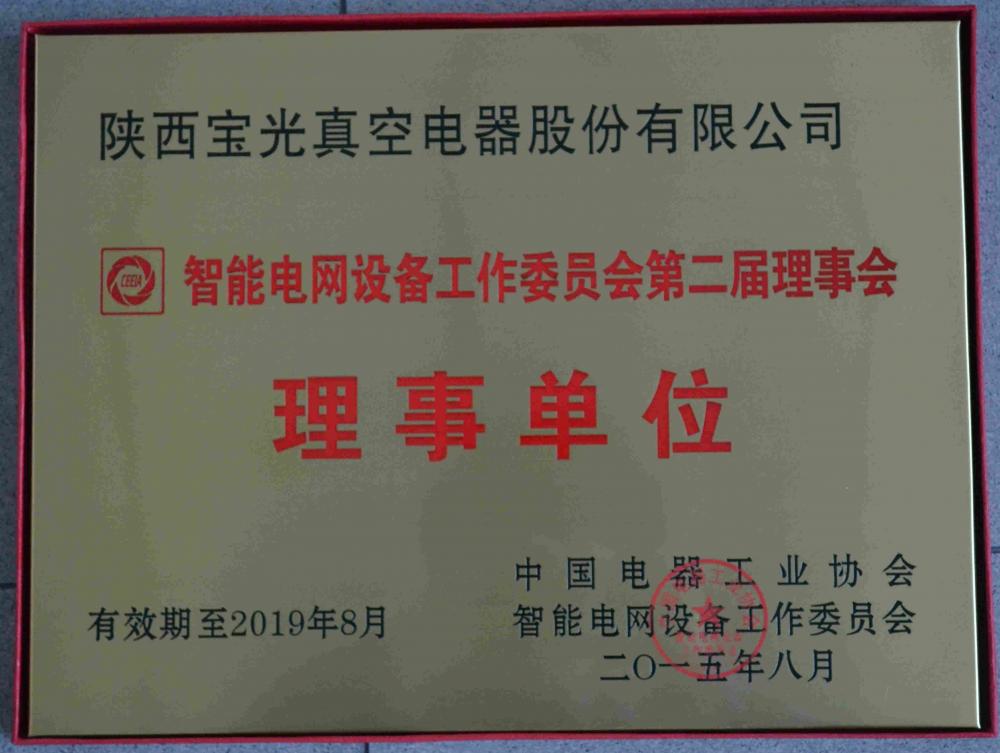 陕西宝光真空电器股份有限公司
CEEIA 智能电网设备工作委员会第二届理事会
理事单位
中国电器工业协会
有效期至2019年8月 智能电网设备工作委员会
二〇一五年八月